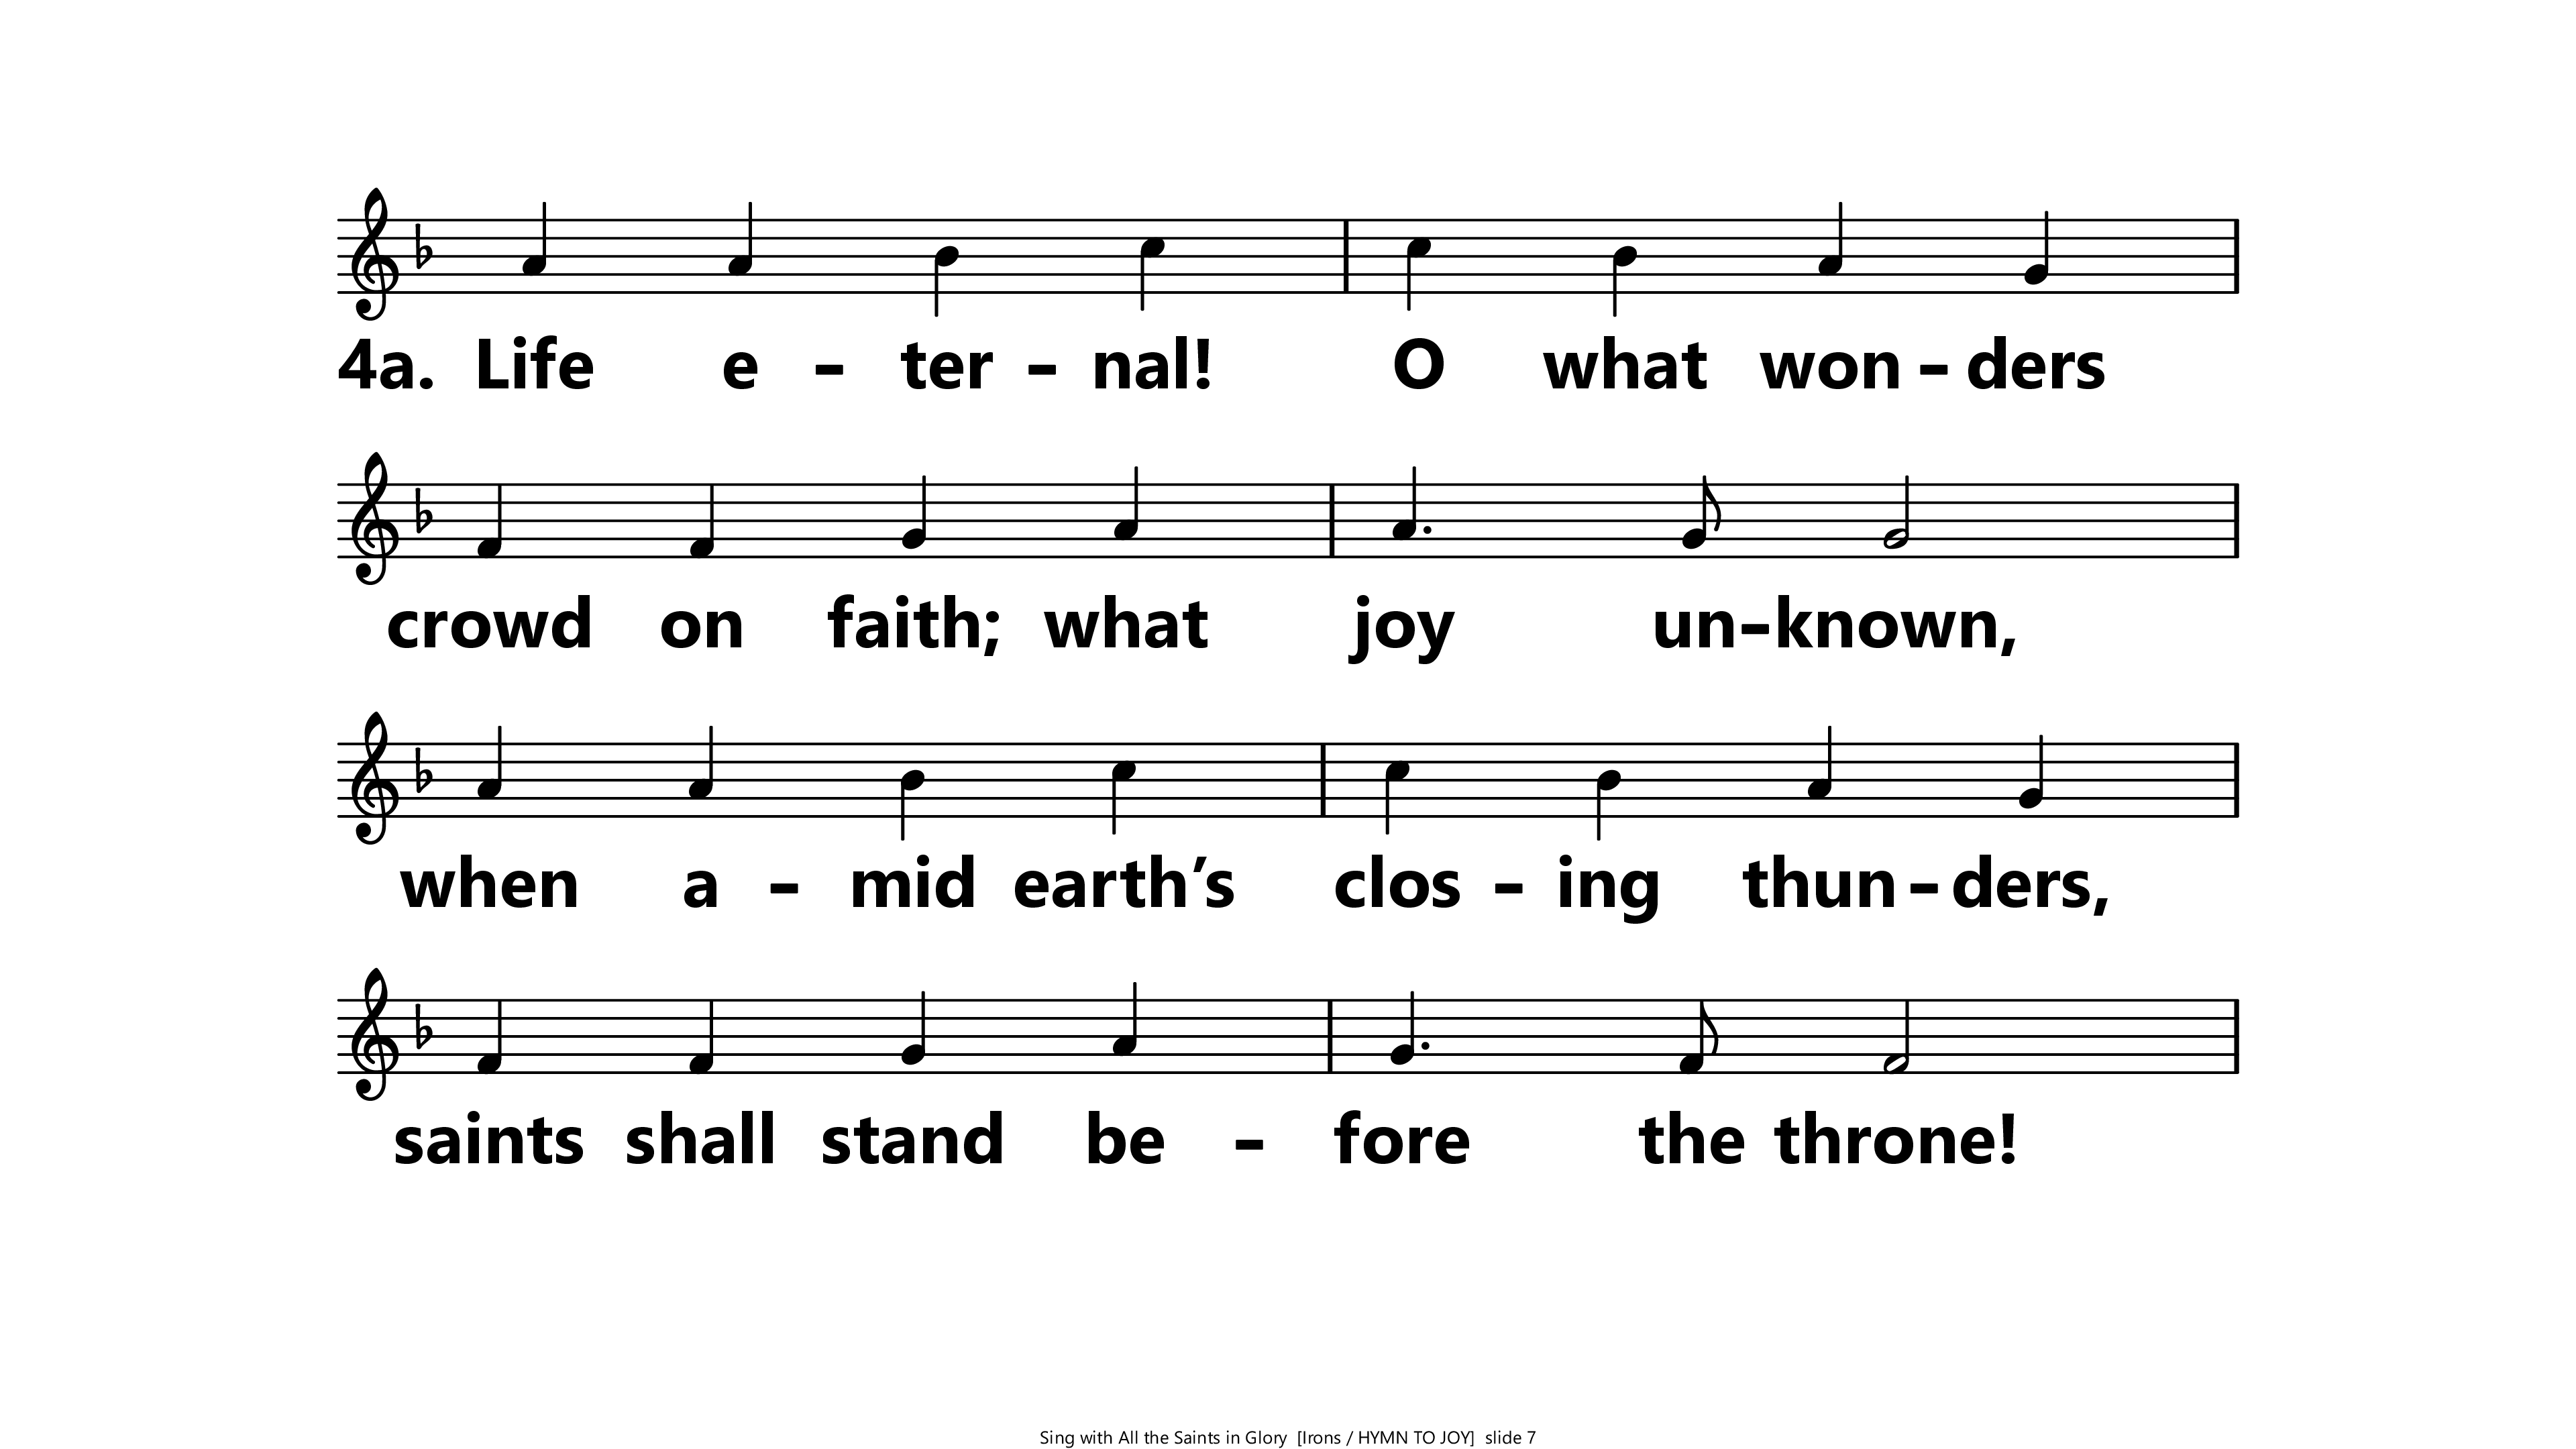 4a. Life e - ter - nal! O what won - ders
crowd on faith; what joy un-known,
when a - mid earth’s clos - ing thun - ders,
saints shall stand be - fore the throne!
Sing with All the Saints in Glory [Irons / HYMN TO JOY] slide 7